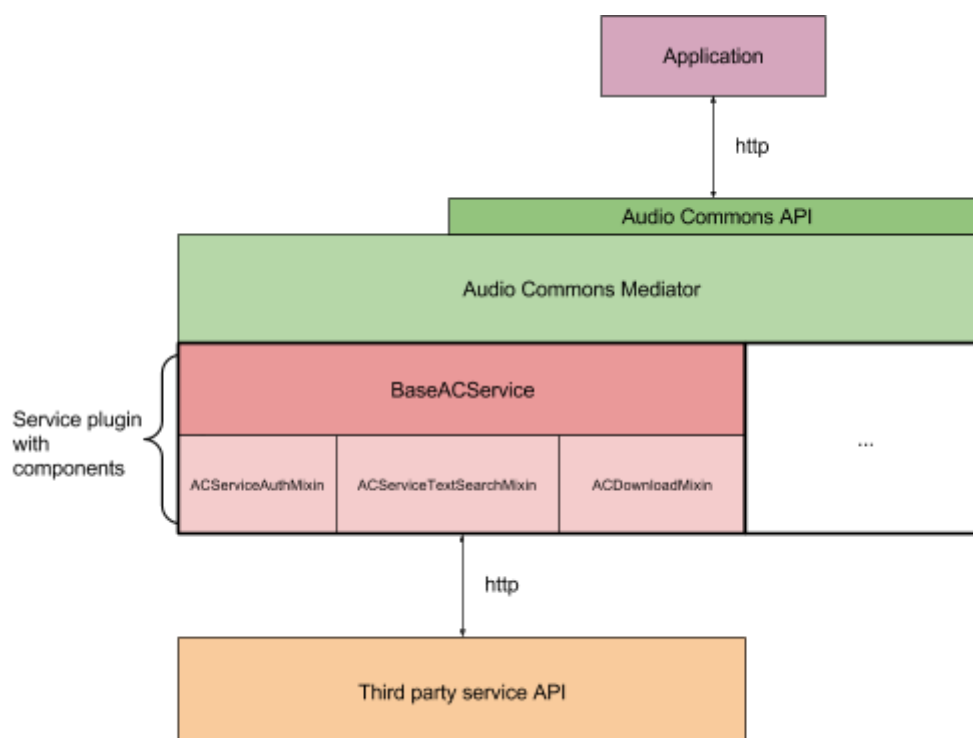 Application
http
Audio Commons API
Audio Commons Mediator
BaseACService
Service plugin
with
components
...
ACServiceAuthMixin
ACServiceTextSearchMixin
ACDownloadMixin
http
Third party service API